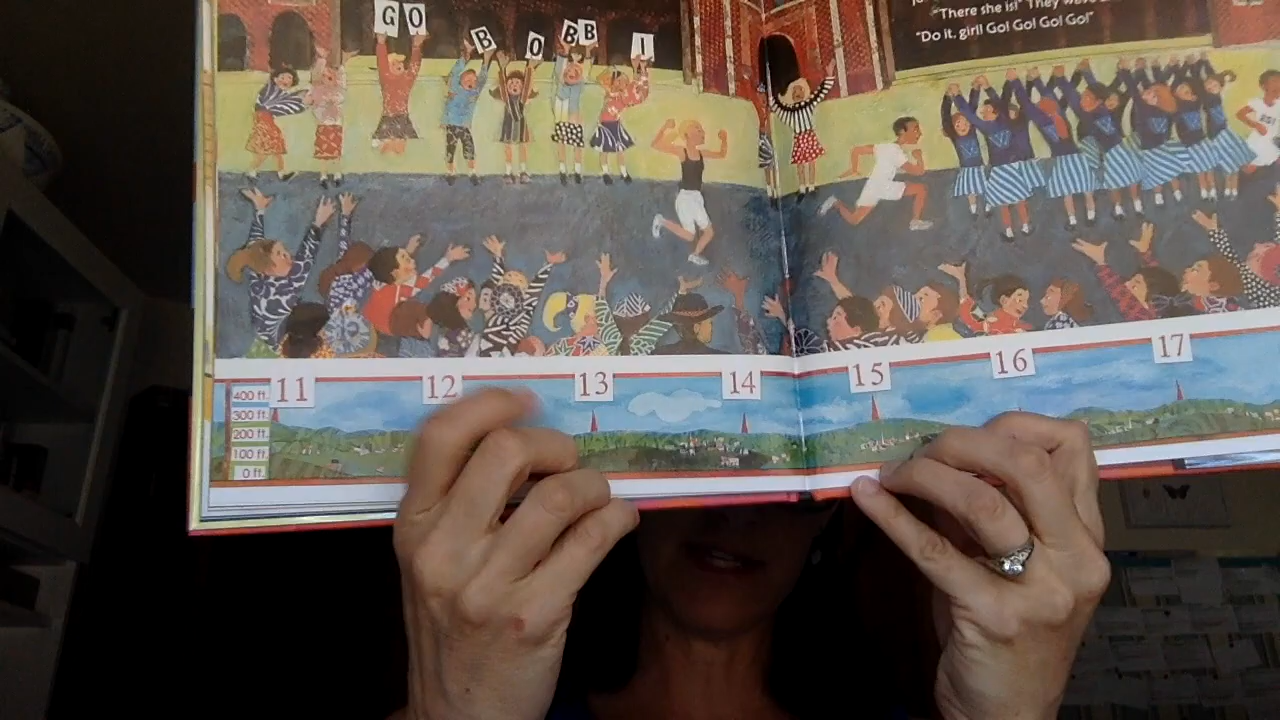 GO
B O BB I
"There she is!" They
"Do it, girl! Go! Go! Go! Go!"
11 12 13 14 15 16 17
400 ft.
300 ft.
200 ft.
100 ft.
0 ft.